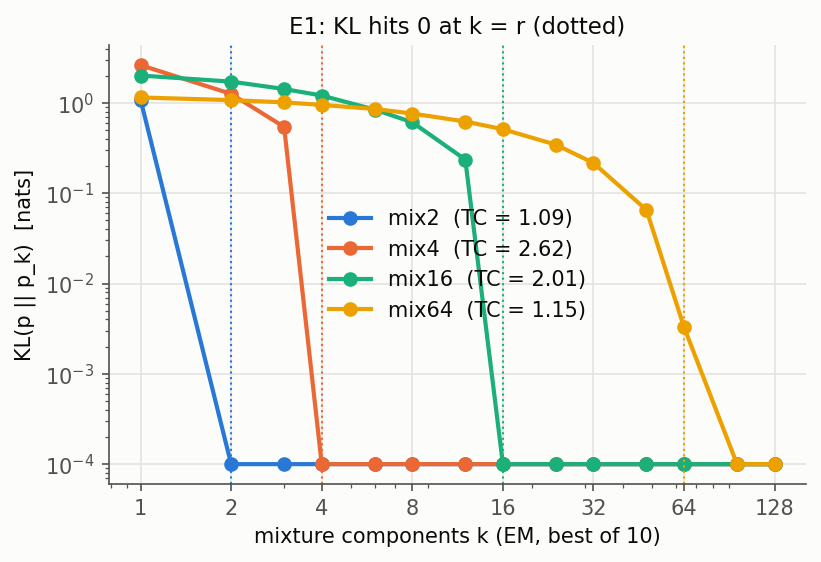 E1: KL hits 0 at k = r (dotted)
KL(p || p_k)  [nats]
10^0
10^-1
10^-2
10^-3
10^-4
mix2  (TC = 1.09)
mix4  (TC = 2.62)
mix16  (TC = 2.01)
mix64  (TC = 1.15)
1 2 4 8 16 32 64 128
mixture components k (EM, best of 10)